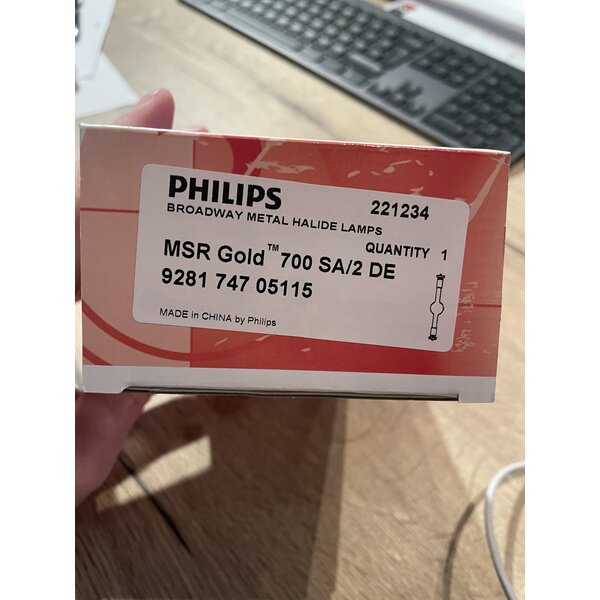 PHILIPS
221234
BROADWAY METAL HALIDE LAMPS
QUANTITY 1
MSR Gold™ 700 SA/2 DE
9281 747 05115
MADE in CHINA by Philips